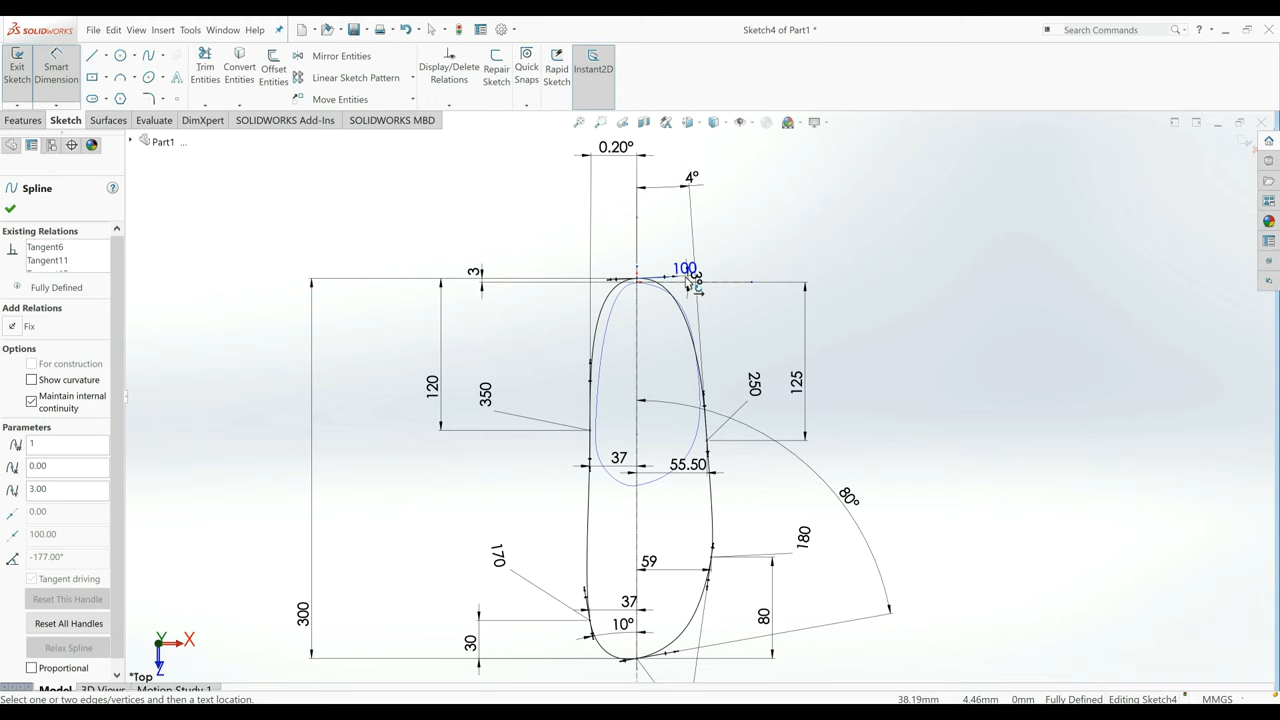 SOLIDWORKS File Edit View Insert Tools Window Help Sketch4 of Part1 * Search Commands
Exit Sketch
Smart Dimension
Trim Entities
Convert Entities
Offset Entities
Mirror Entities
Linear Sketch Pattern
Move Entities
Display/Delete Relations
Repair Sketch
Quick Snaps
Rapid Sketch
Instant2D
Features Sketch Surfaces Evaluate DimXpert SOLIDWORKS Add-Ins SOLIDWORKS MBD
Part1 ...
Spline
Existing Relations
Tangent6
Tangent11
Fully Defined
Add Relations
Fix
Options
For construction
Show curvature
Maintain internal
continuity
Parameters
1
0.00
3.00
0.00
100.00
-177.00°
Tangent driving
Reset This Handle
Reset All Handles
Relax Spline
Proportional
0.20°
4°
3
100
3°
120
350
250
125
37
55.50
80°
170
59
180
300
37
10°
30
80
Y X
Z
*Top
Model 3D Views Motion Study 1
Select one or two edges/vertices and then a text location. 38.19mm 4.46mm 0mm Fully Defined Editing Sketch4 MMGS